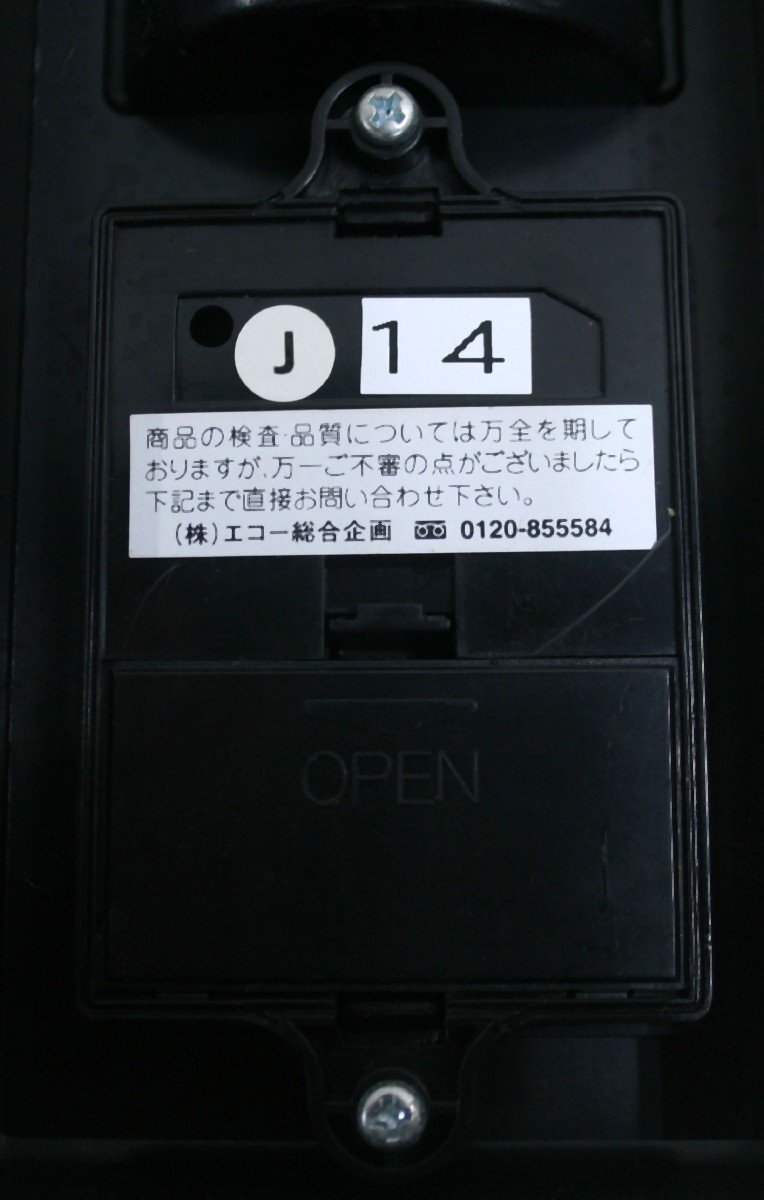 J 14
商品の検査・品質については万全を期して
おりますが、万一ご不審の点がございましたら
下記まで直接お問い合わせ下さい。
(株)エコー総合企画 0120-855584
OPEN